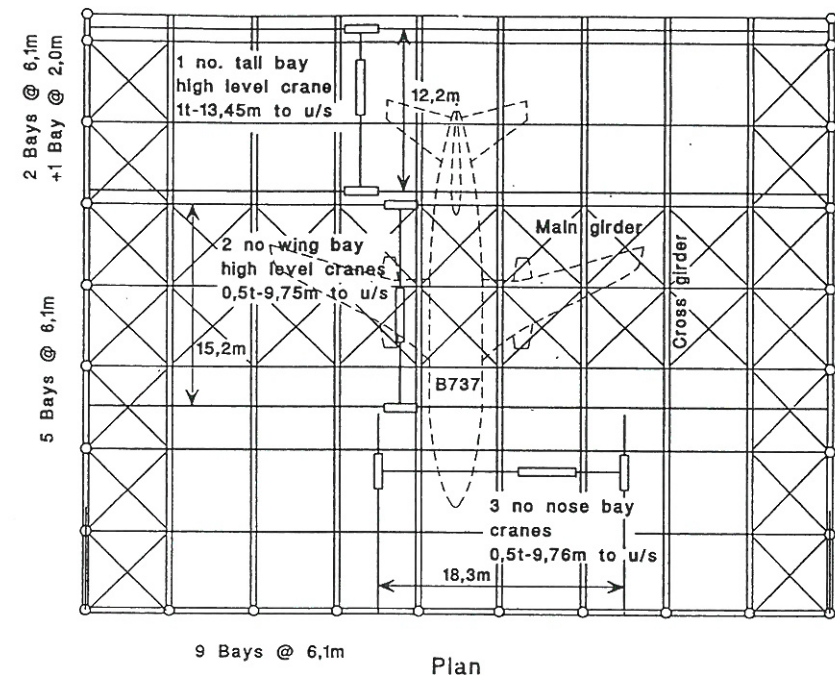 2 Bays @ 6,1m
+1 Bay @ 2,0m
1 no. tall bay
high level crane
1t-13,45m to u/s
12,2m
Main girder
2 no wing bay
high level cranes
0,5t-9,75m to u/s
Cross girder
15,2m
5 Bays @ 6,1m
B737
3 no nose bay
cranes
0,5t-9,76m to u/s
18,3m
9 Bays @ 6,1m
Plan